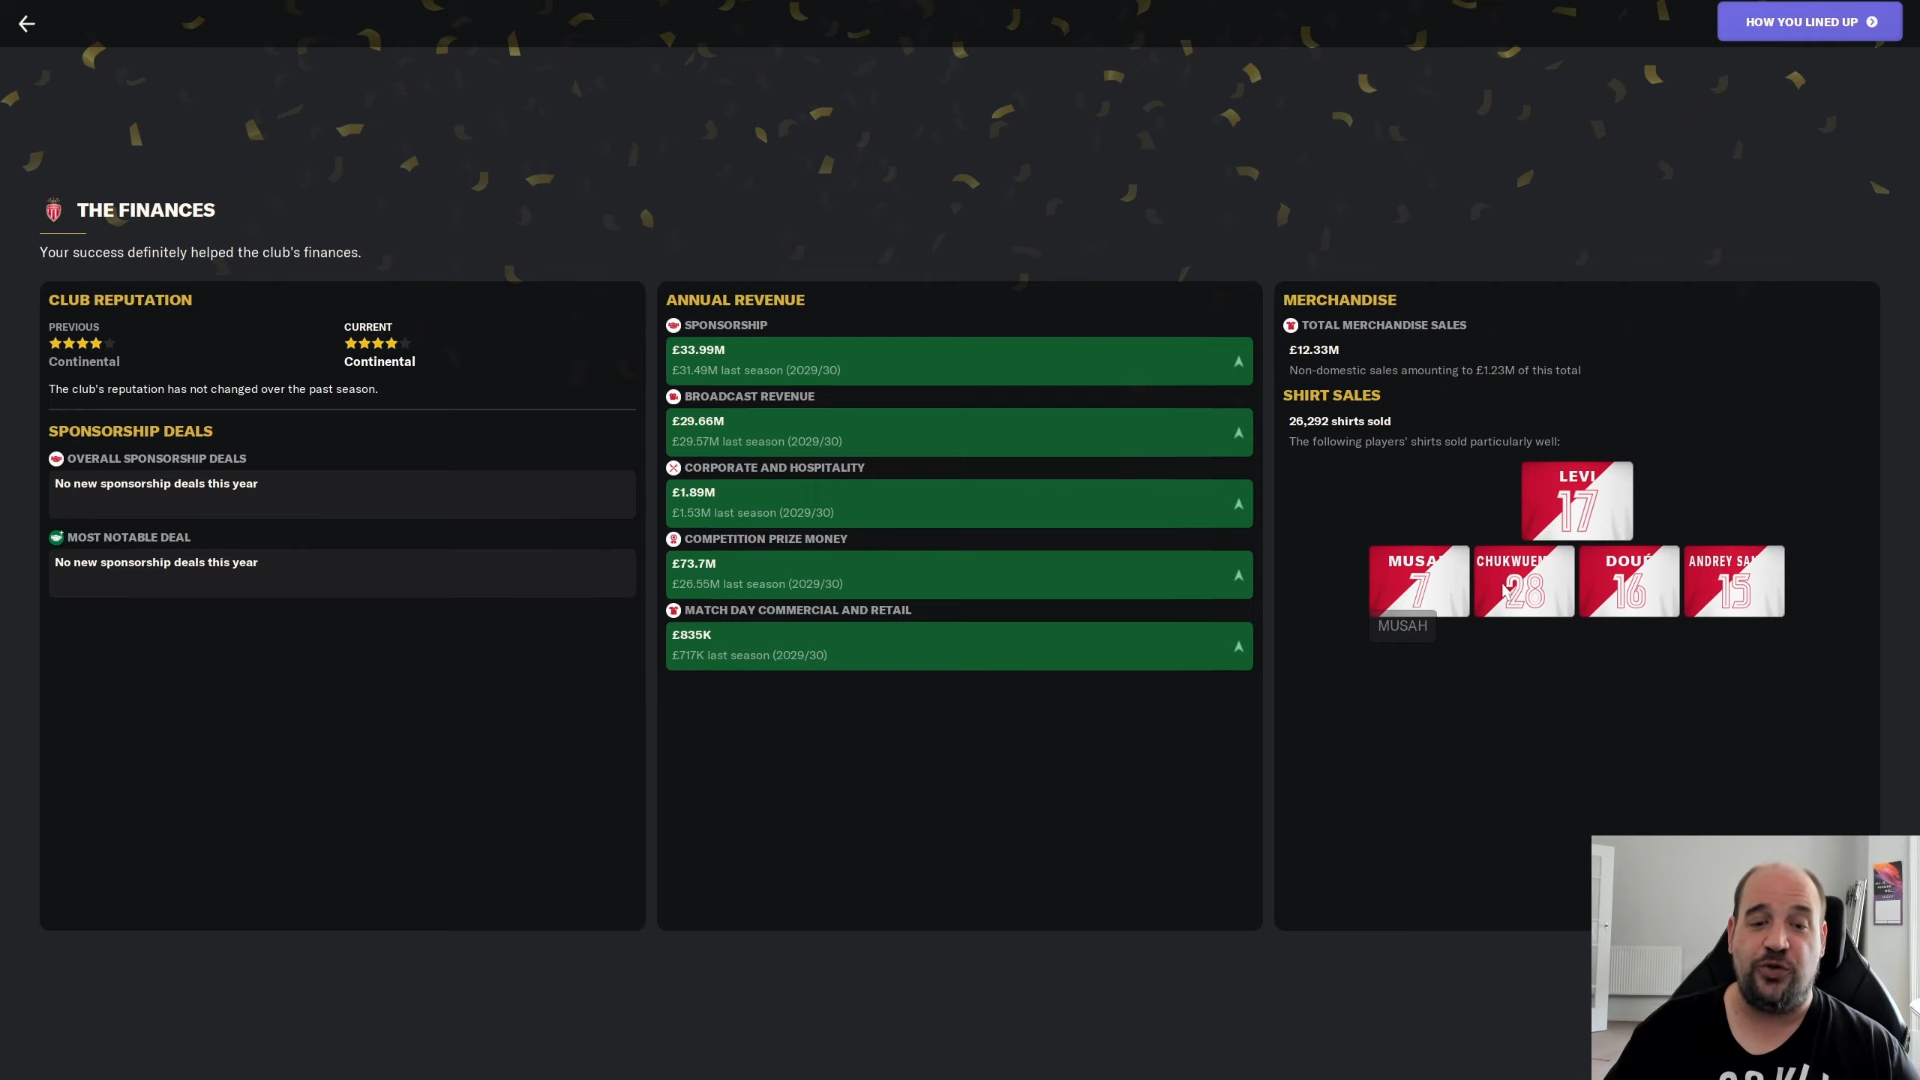 HOW YOU LINED UP
THE FINANCES
Your success definitely helped the club's finances.
CLUB REPUTATION
PREVIOUS
CURRENT
Continental
Continental
The club's reputation has not changed over the past season.
SPONSORSHIP DEALS
OVERALL SPONSORSHIP DEALS
No new sponsorship deals this year
MOST NOTABLE DEAL
No new sponsorship deals this year
ANNUAL REVENUE
SPONSORSHIP
£33.99M
£31.49M last season (2029/30)
BROADCAST REVENUE
£29.66M
£29.57M last season (2029/30)
CORPORATE AND HOSPITALITY
£1.89M
£1.53M last season (2029/30)
COMPETITION PRIZE MONEY
£73.7M
£26.55M last season (2029/30)
MATCH DAY COMMERCIAL AND RETAIL
£835K
£717K last season (2029/30)
MERCHANDISE
TOTAL MERCHANDISE SALES
£12.33M
Non-domestic sales amounting to £1.23M of this total
SHIRT SALES
26,292 shirts sold
The following players' shirts sold particularly well:
LEVI
17
MUSA CHUKWUEN DOUÉ ANDREY SA
7 28 16 15
MUSAH